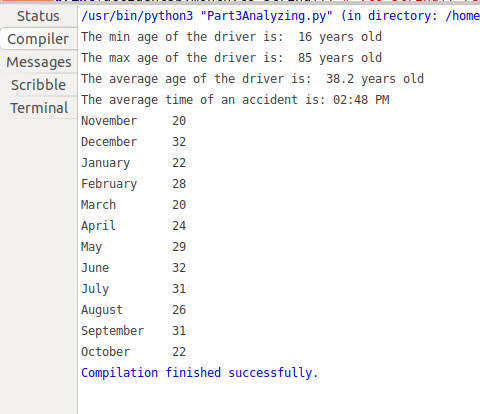 Status
Compiler
Messages
Scribble
Terminal
/usr/bin/python3 "Part3Analyzing.py" (in directory: /home
The min age of the driver is:  16 years old
The max age of the driver is:  85 years old
The average age of the driver is:  38.2 years old
The average time of an accident is: 02:48 PM
November     20
December     32
January      22
February     28
March        20
April        24
May          29
June         32
July         31
August       26
September    31
October      22
Compilation finished successfully.